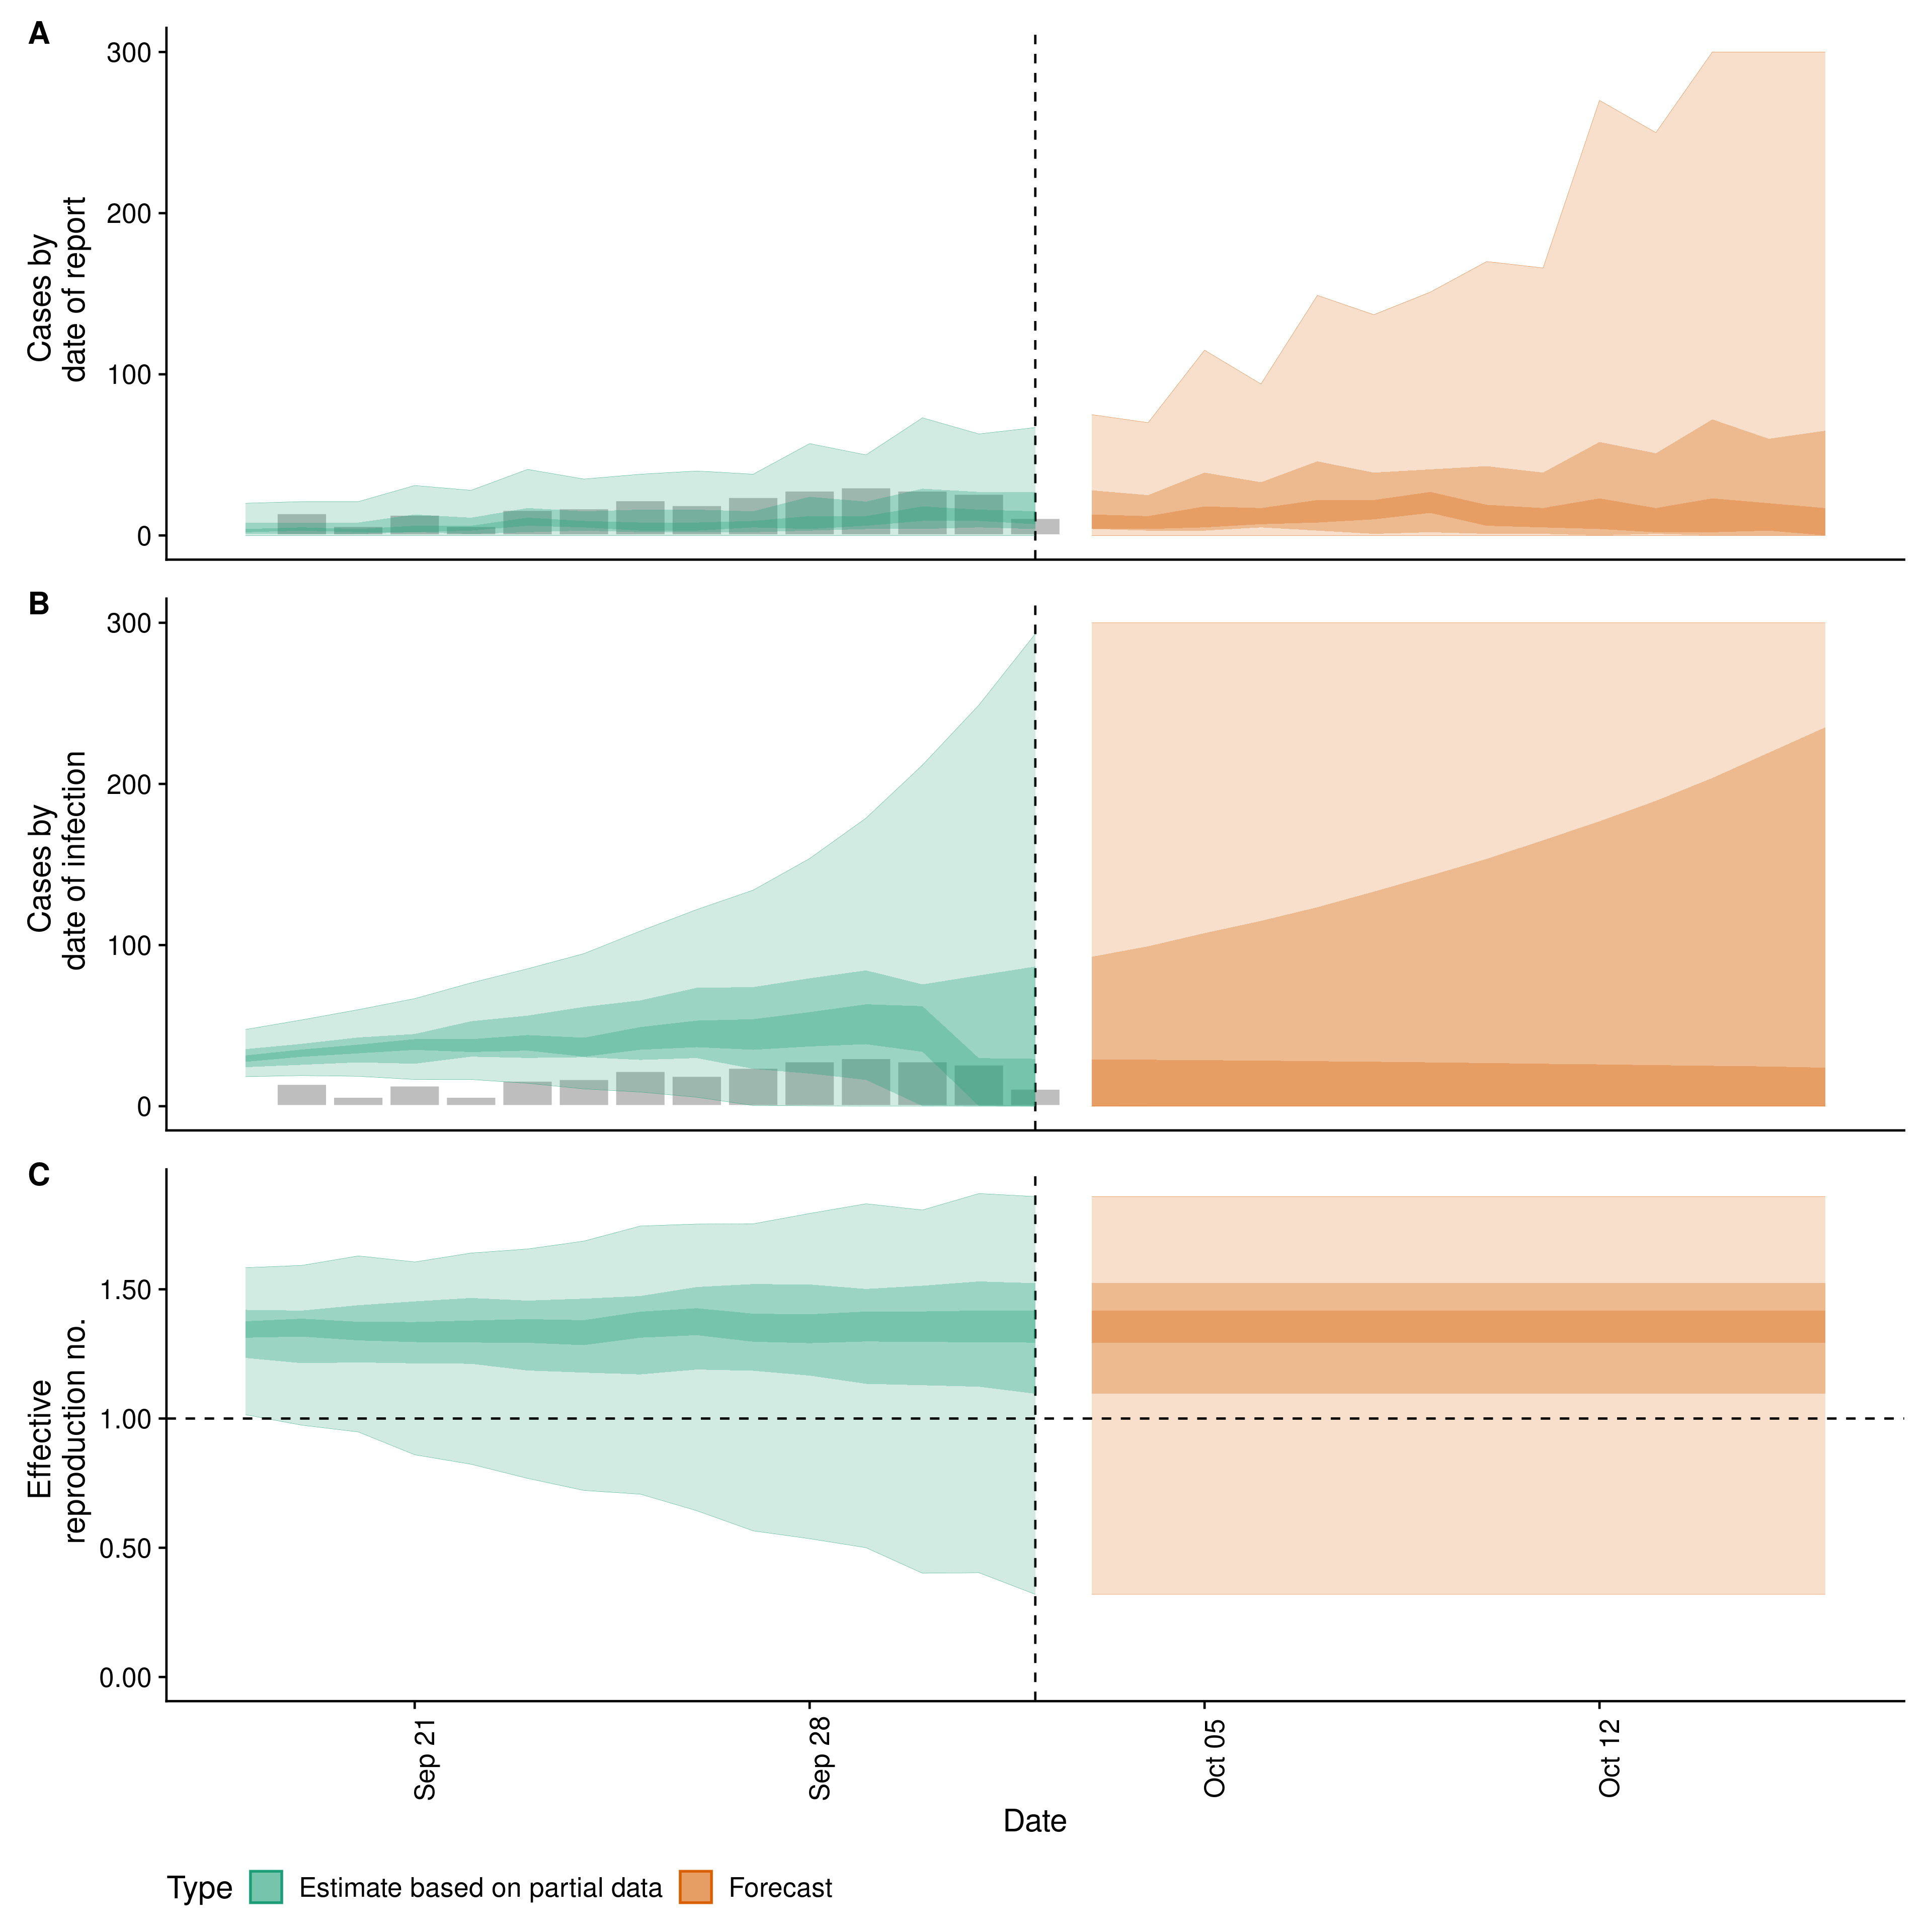 A
Cases by
date of report
300
200
100
0
B
Cases by
date of infection
300
200
100
0
C
Effective
reproduction no.
1.50
1.00
0.50
0.00
Sep 21
Sep 28
Oct 05
Oct 12
Date
Type
Estimate based on partial data
Forecast